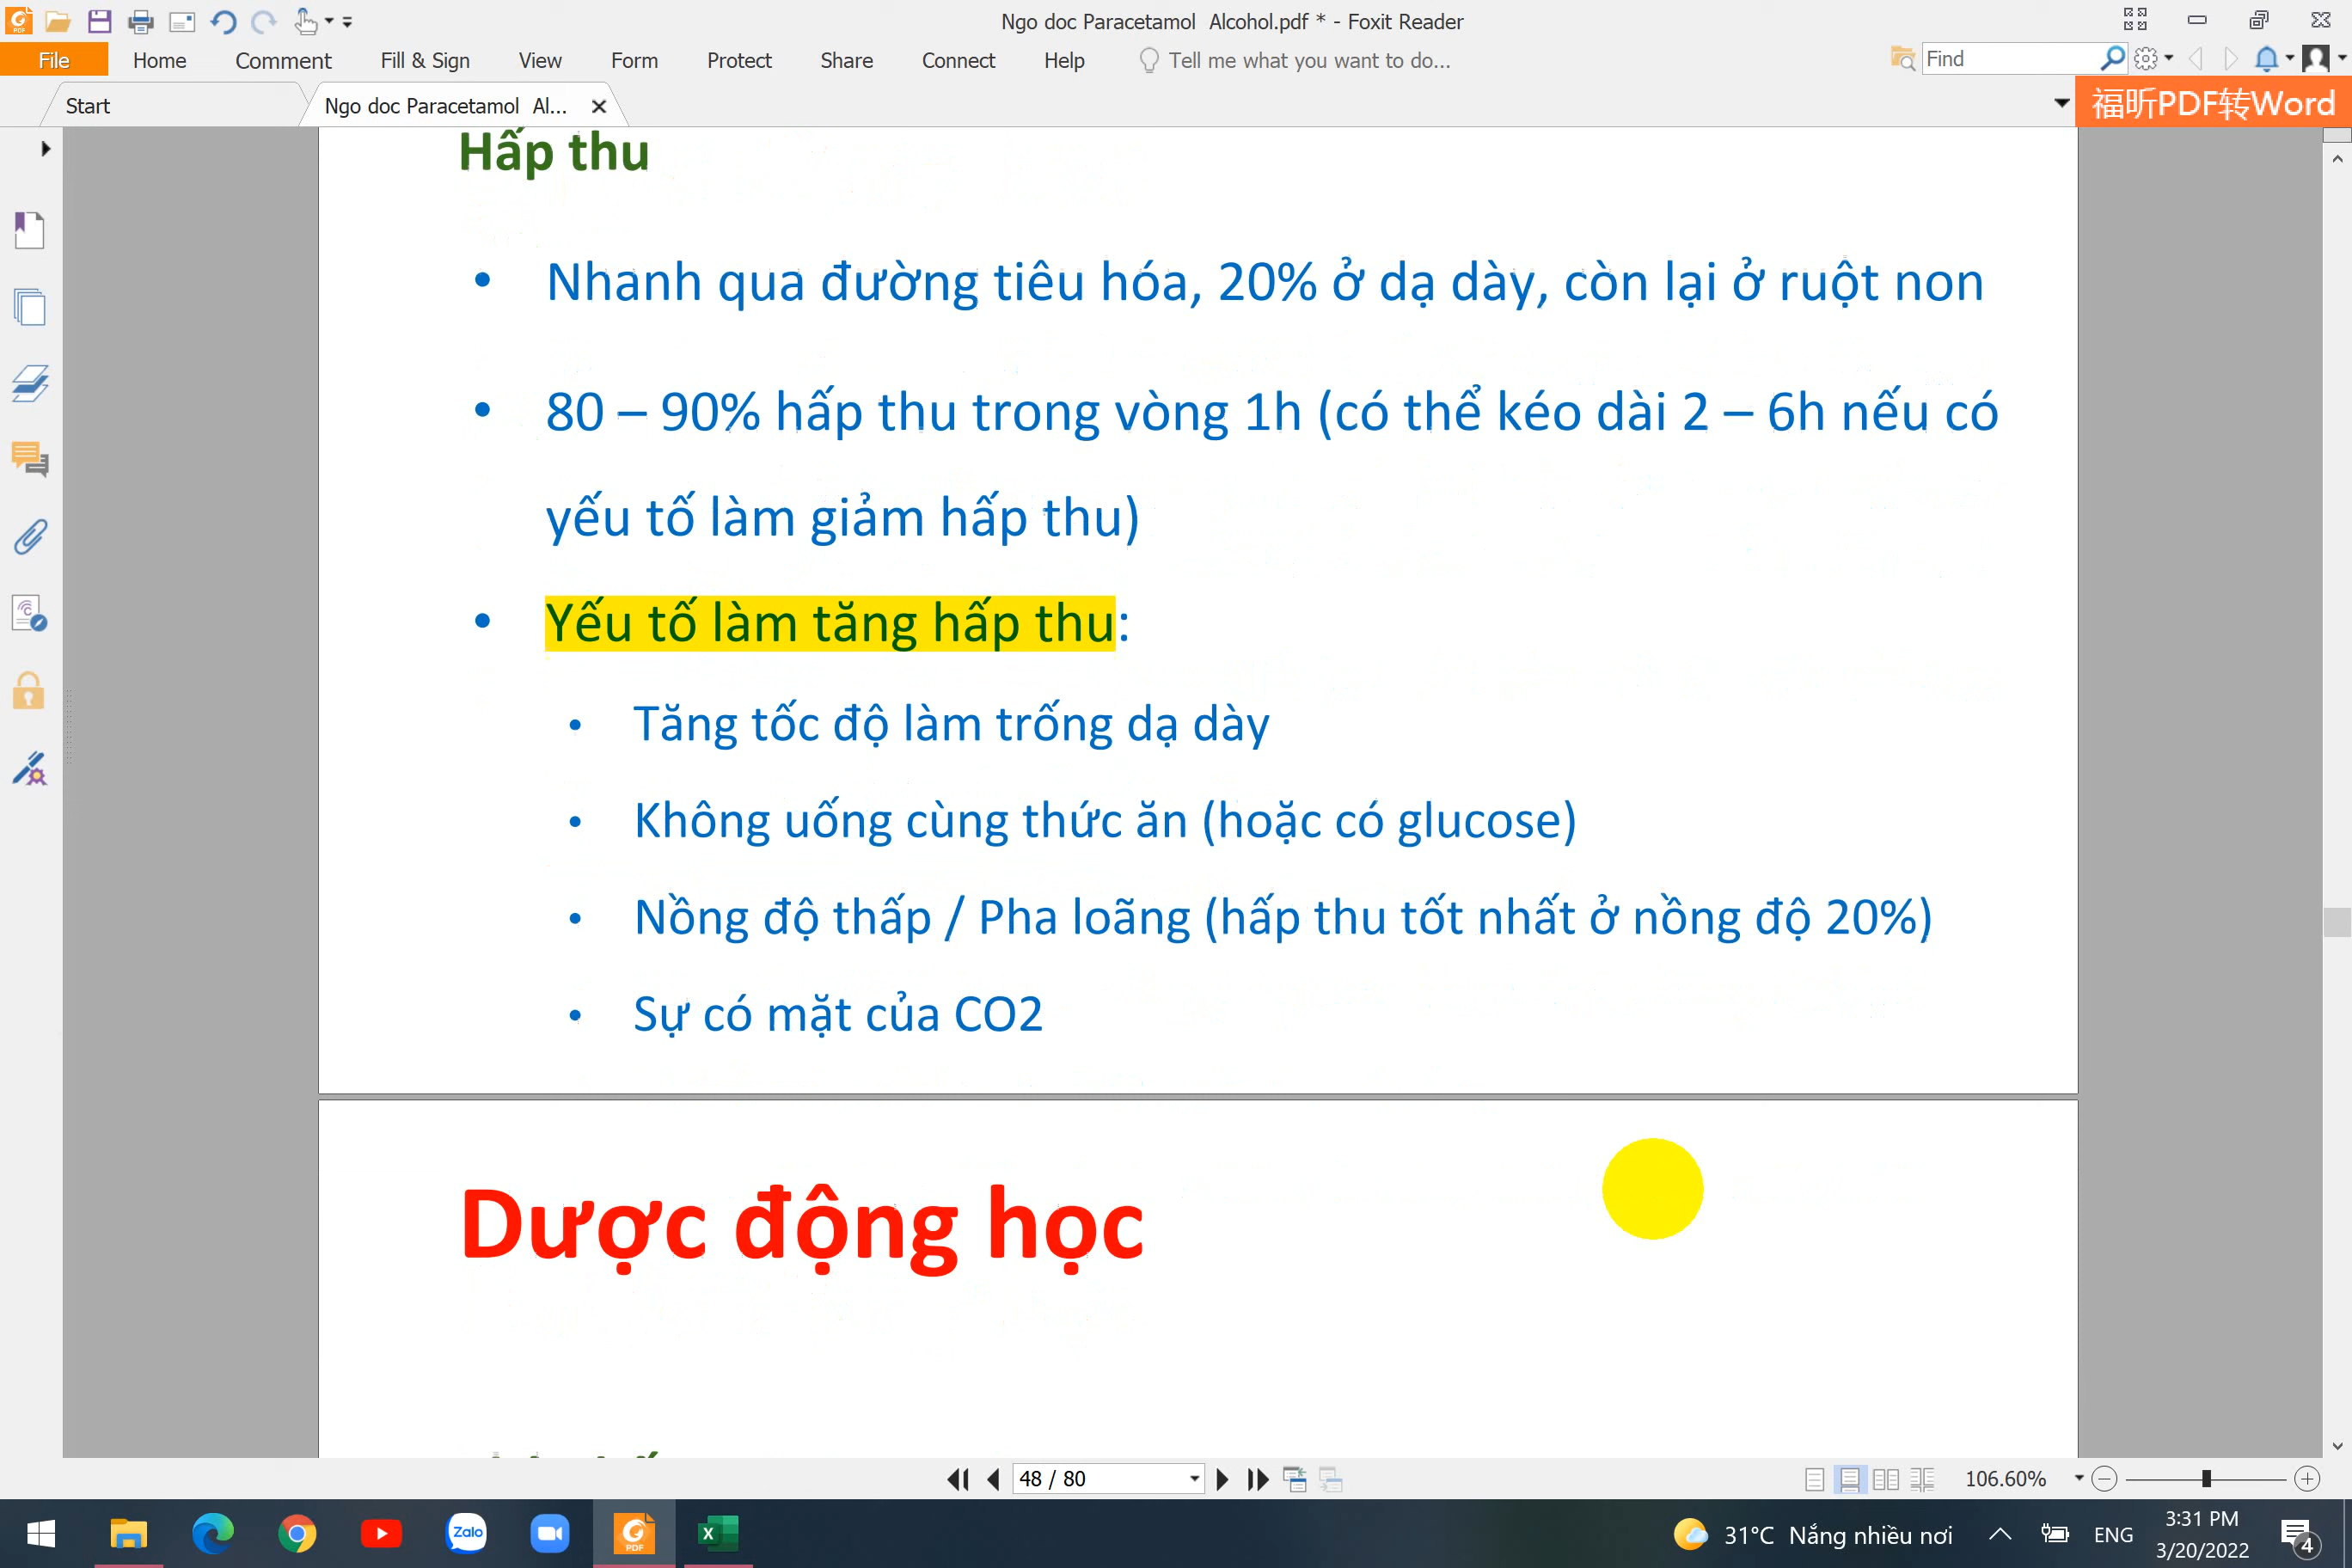 Ngo doc Paracetamol  Alcohol.pdf * - Foxit Reader
File Home Comment Fill & Sign View Form Protect Share Connect Help Tell me what you want to do... Find
Start Ngo doc Paracetamol  Al... 福昕PDF转Word
Hấp thu
• Nhanh qua đường tiêu hóa, 20% ở dạ dày, còn lại ở ruột non
• 80 – 90% hấp thu trong vòng 1h (có thể kéo dài 2 – 6h nếu có
yếu tố làm giảm hấp thu)
• Yếu tố làm tăng hấp thu:
• Tăng tốc độ làm trống dạ dày
• Không uống cùng thức ăn (hoặc có glucose)
• Nồng độ thấp / Pha loãng (hấp thu tốt nhất ở nồng độ 20%)
• Sự có mặt của CO2
Dược động học
48 / 80 106.60%
Zalo PDF 31°C Nắng nhiều nơi ENG 3:31 PM
3/20/2022 4